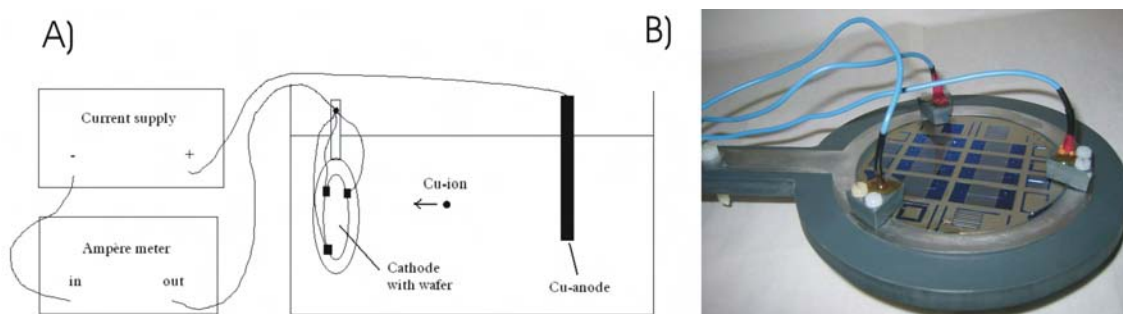 A)
B)
Current supply
- +
Cu-ion
Ampère meter
in out
Cathode
with wafer
Cu-anode